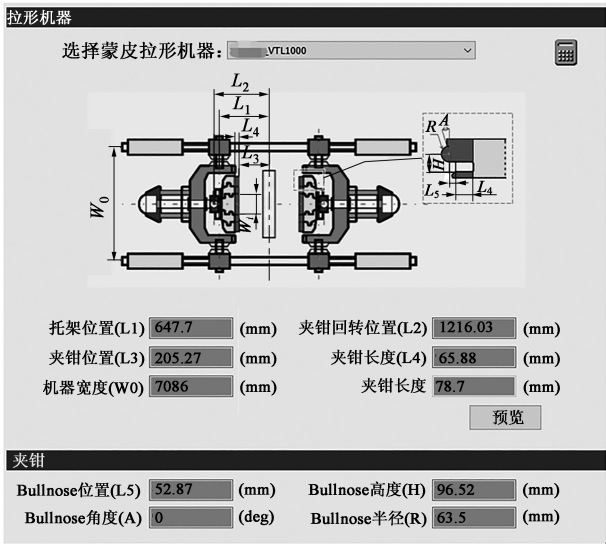 拉形机器
选择蒙皮拉形机器: _VTL1000
L2
L1
L4
L3
W0
Wt
R A
H
L5 L4
托架位置(L1) 647.7 (mm) 夹钳回转位置(L2) 1216.03 (mm)
夹钳位置(L3) 205.27 (mm) 夹钳长度(L4) 65.88 (mm)
机器宽度(W0) 7086 (mm) 夹钳长度 78.7 (mm)
预览
夹钳
Bullnose位置(L5) 52.87 (mm) Bullnose高度(H) 96.52 (mm)
Bullnose角度(A) 0 (deg) Bullnose半径(R) 63.5 (mm)